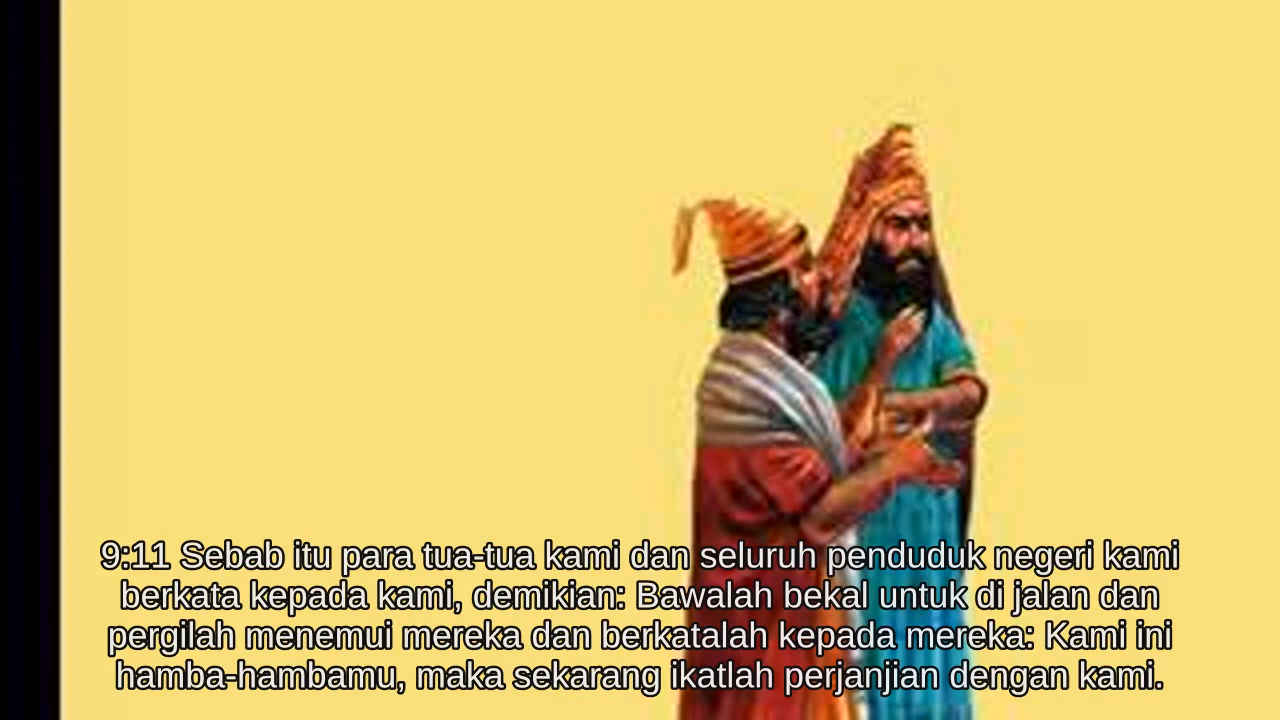 9:11 Sebab itu para tua-tua kami dan seluruh penduduk negeri kami
berkata kepada kami, demikian: Bawalah bekal untuk di jalan dan
pergilah menemui mereka dan berkatalah kepada mereka: Kami ini
hamba-hambamu, maka sekarang ikatlah perjanjian dengan kami.